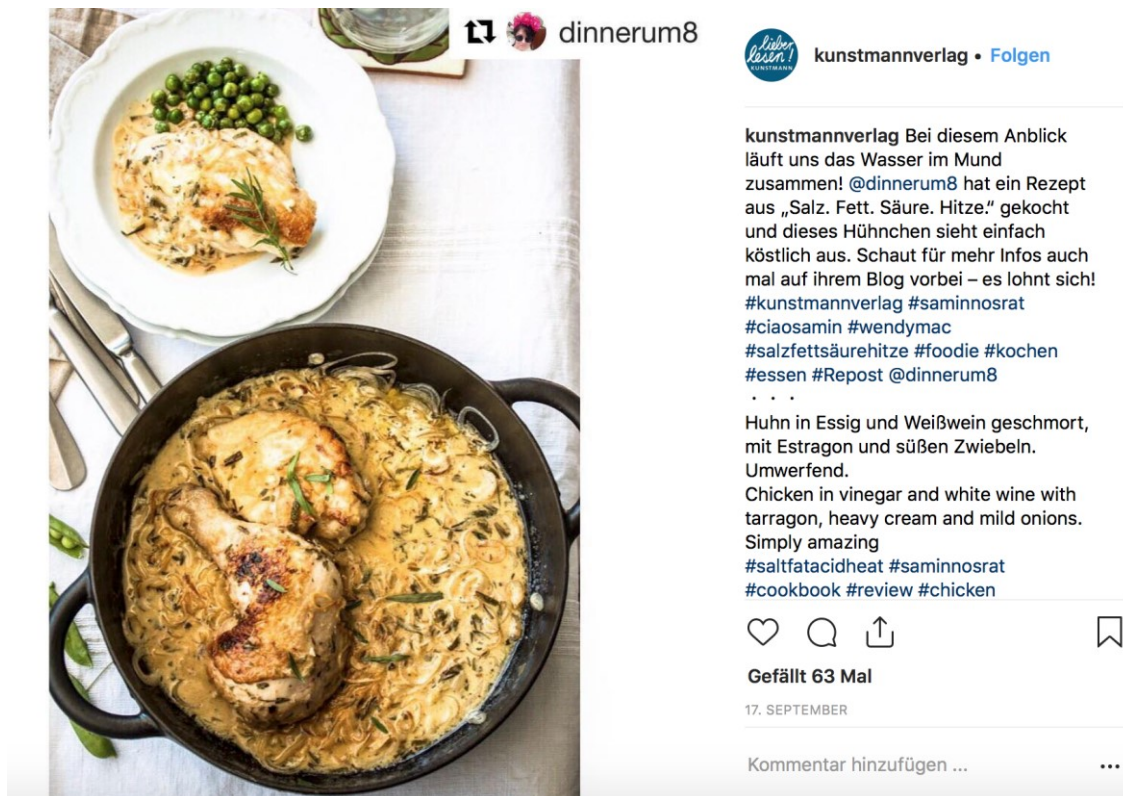 dinnerum8
lieber
lesen!
KUNSTMANN
kunstmannverlag • Folgen
kunstmannverlag Bei diesem Anblick
läuft uns das Wasser im Mund
zusammen! @dinnerum8 hat ein Rezept
aus „Salz. Fett. Säure. Hitze.“ gekocht
und dieses Hühnchen sieht einfach
köstlich aus. Schaut für mehr Infos auch
mal auf ihrem Blog vorbei – es lohnt sich!
#kunstmannverlag #saminnosrat
#ciaosamin #wendymac
#salzfettsäurehitze #foodie #kochen
#essen #Repost @dinnerum8
・・・
Huhn in Essig und Weißwein geschmort,
mit Estragon und süßen Zwiebeln.
Umwerfend.
Chicken in vinegar and white wine with
tarragon, heavy cream and mild onions.
Simply amazing
#saltfatacidheat #saminnosrat
#cookbook #review #chicken
Gefällt 63 Mal
17. SEPTEMBER
Kommentar hinzufügen ...